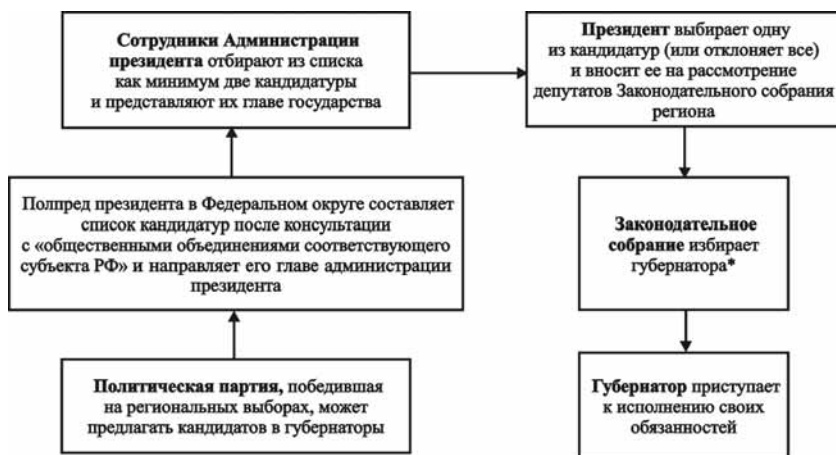 Сотрудники Администрации
президента отбирают из списка
как минимум две кандидатуры
и представляют их главе государства
Президент выбирает одну
из кандидатур (или отклоняет все)
и вносит ее на рассмотрение
депутатов Законодательного собрания
региона
Полпред президента в Федеральном округе составляет
список кандидатур после консультации
с «общественными объединениями соответствующего
субъекта РФ» и направляет его главе администрации
президента
Законодательное
собрание избирает
губернатора*
Политическая партия, победившая
на региональных выборах, может
предлагать кандидатов в губернаторы
Губернатор приступает
к исполнению своих
обязанностей